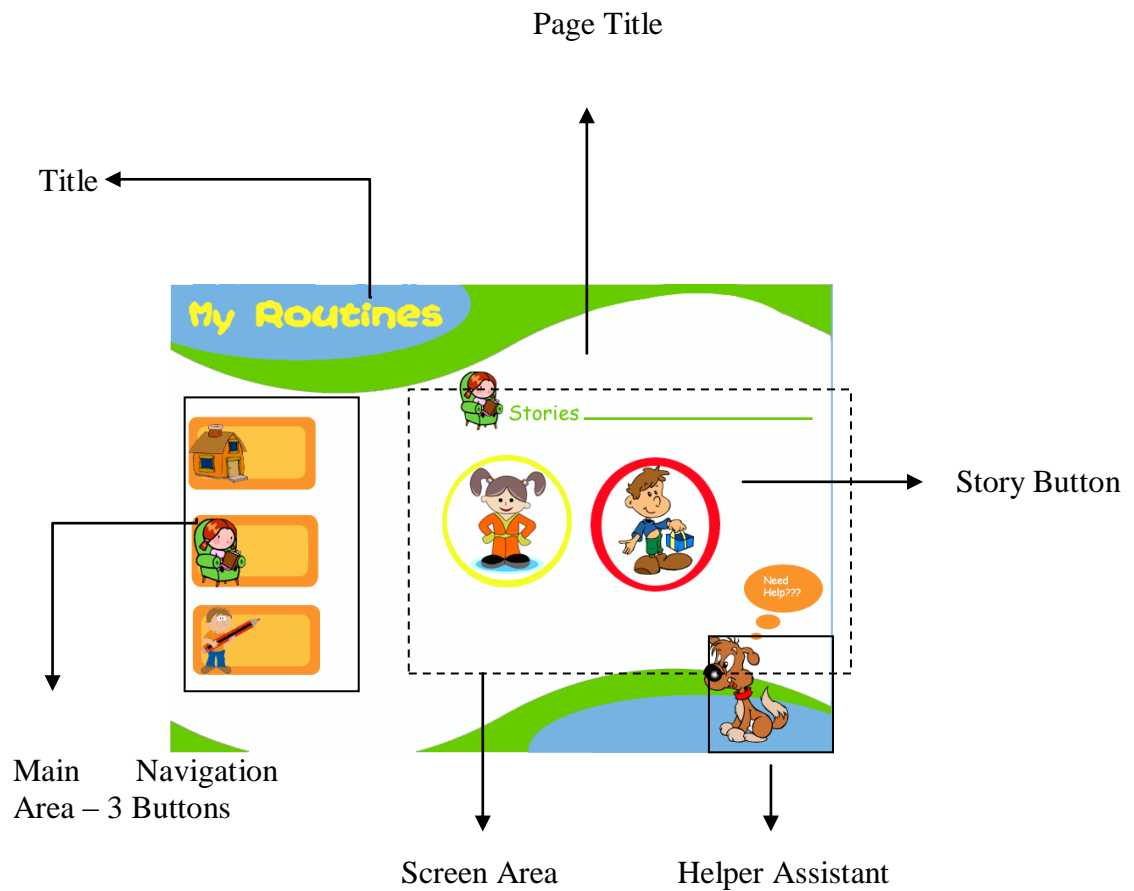 Page Title
Title
My Routines
Stories
Story Button
Need
Help???
Main Navigation
Area – 3 Buttons
Screen Area
Helper Assistant